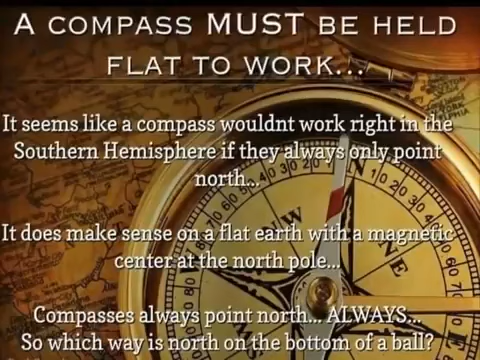 A COMPASS MUST BE HELD
FLAT TO WORK...
It seems like a compass wouldnt work right in the
Southern Hemisphere if they always only point
north...
It does make sense on a flat earth with a magnetic
center at the north pole...
Compasses always point north... ALWAYS...
So which way is north on the bottom of a ball?
N
NE
E
W